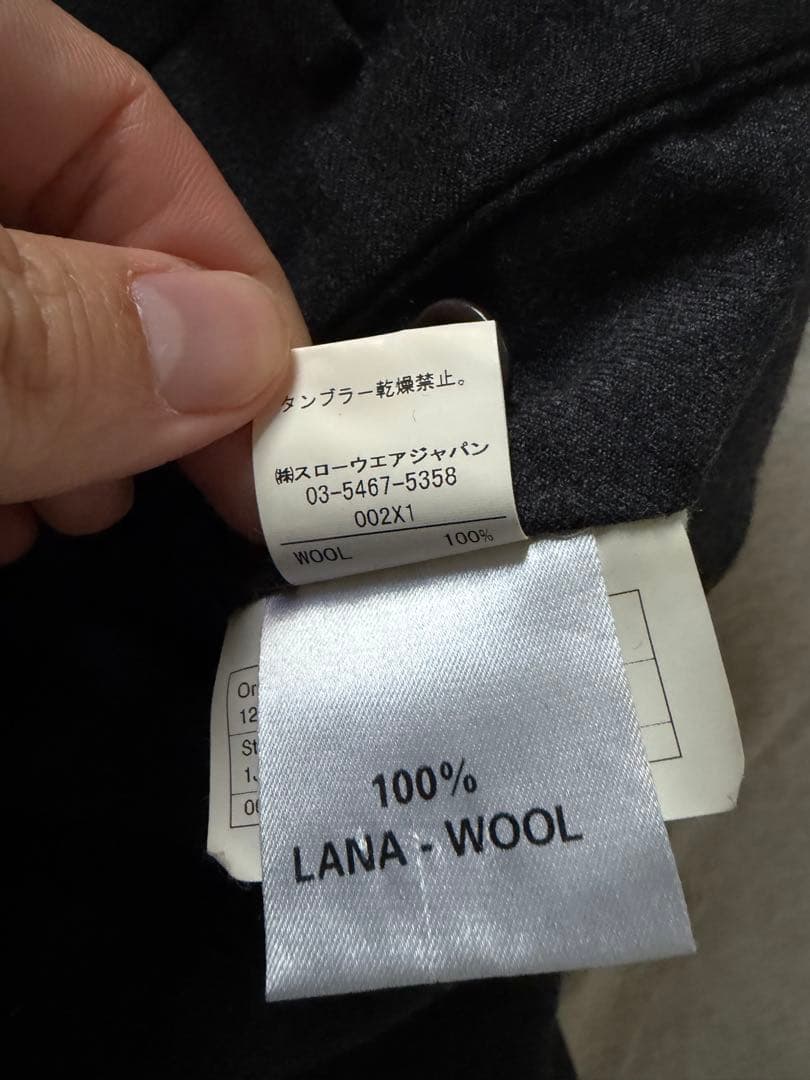 タンブラー乾燥禁止。
㈱スローウエアジャパン
03-5467-5358
002X1
WOOL 100%
100%
LANA - WOOL